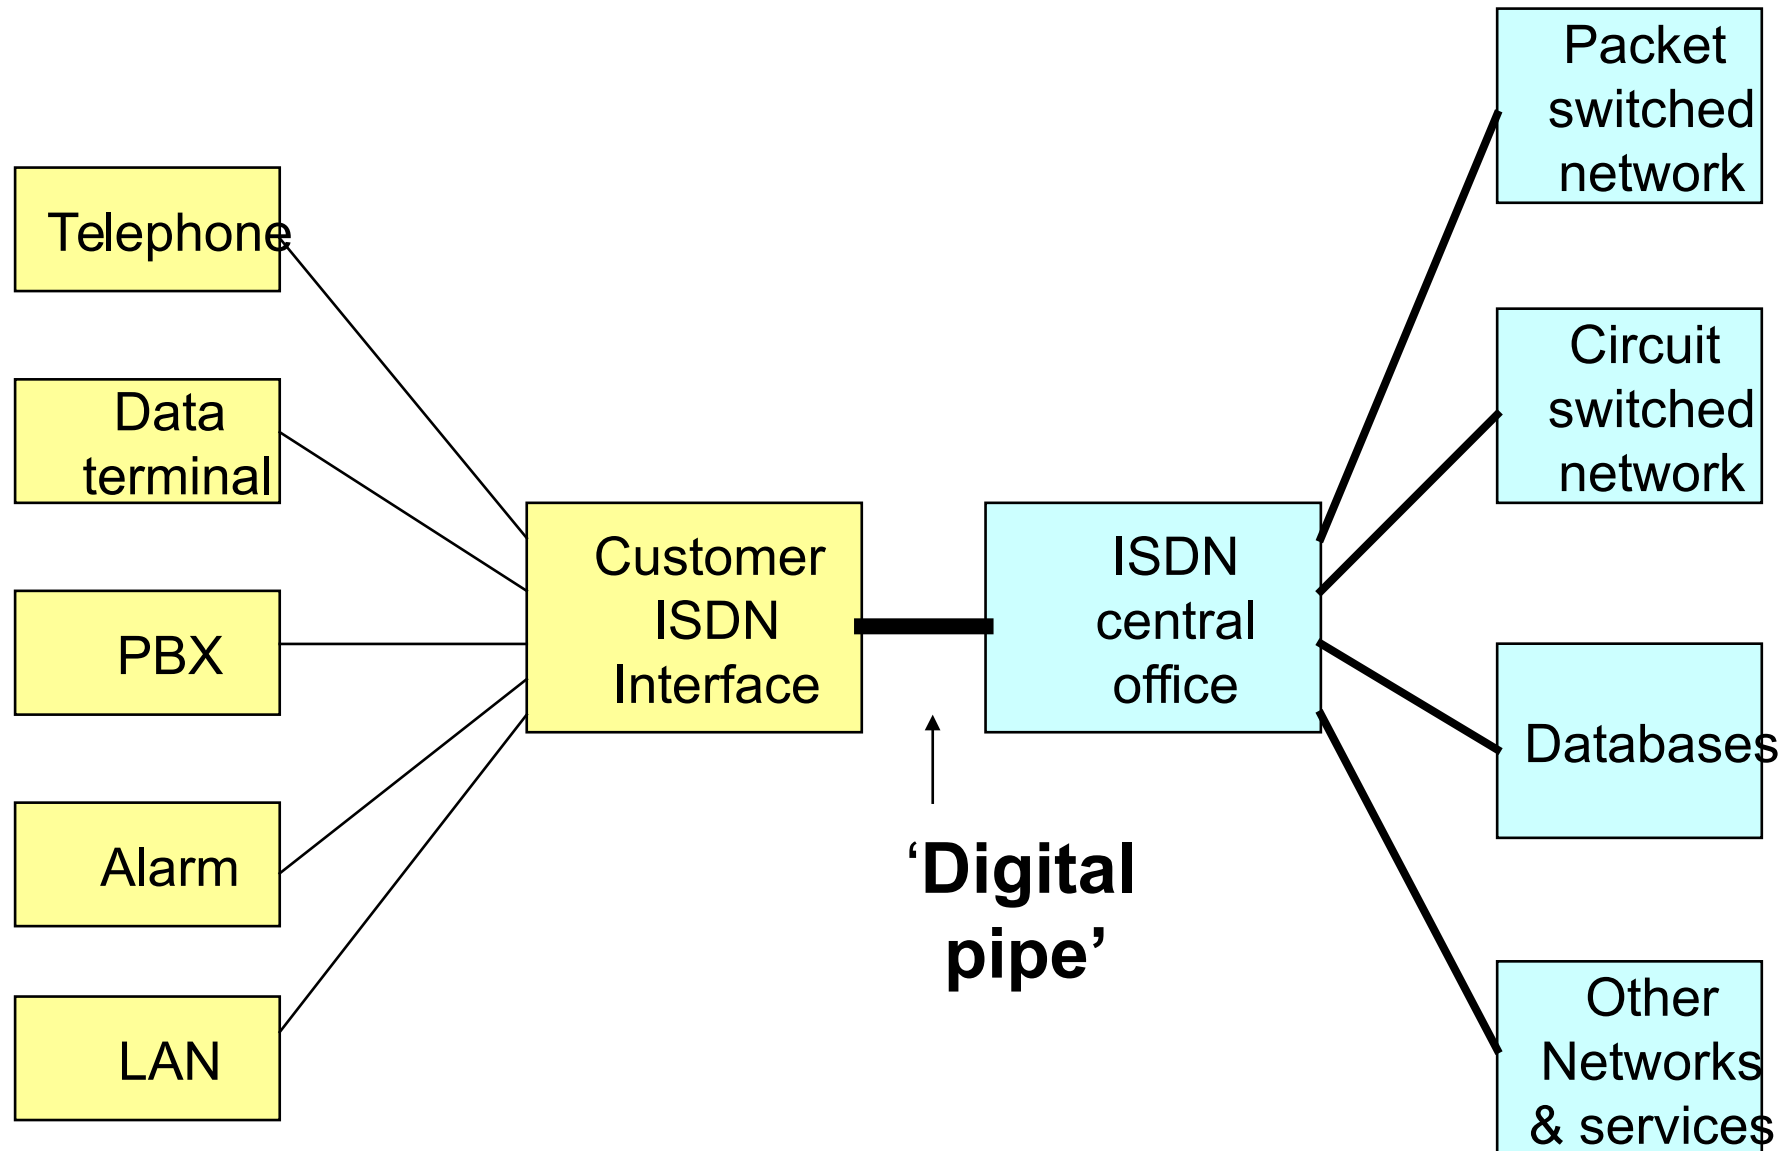 Telephone
Data
terminal
PBX
Alarm
LAN
Customer
ISDN
Interface
‘Digital
pipe’
ISDN
central
office
Packet
switched
network
Circuit
switched
network
Databases
Other
Networks
& services